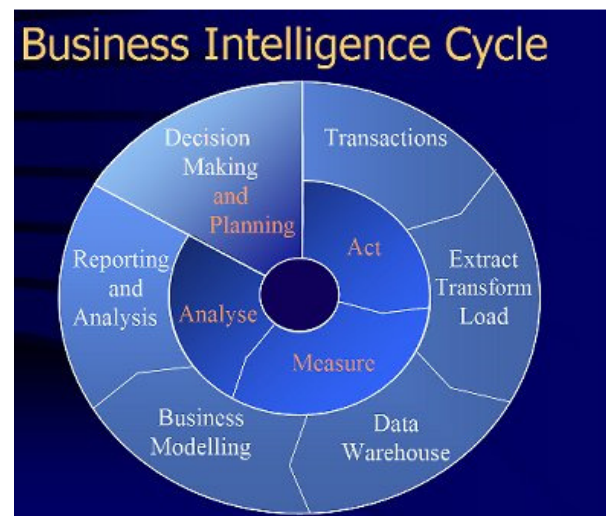 Business Intelligence Cycle
Decision
Making
and
Planning
Transactions
Act
Extract
Transform
Load
Reporting
and
Analysis
Analyse
Measure
Business
Modelling
Data
Warehouse